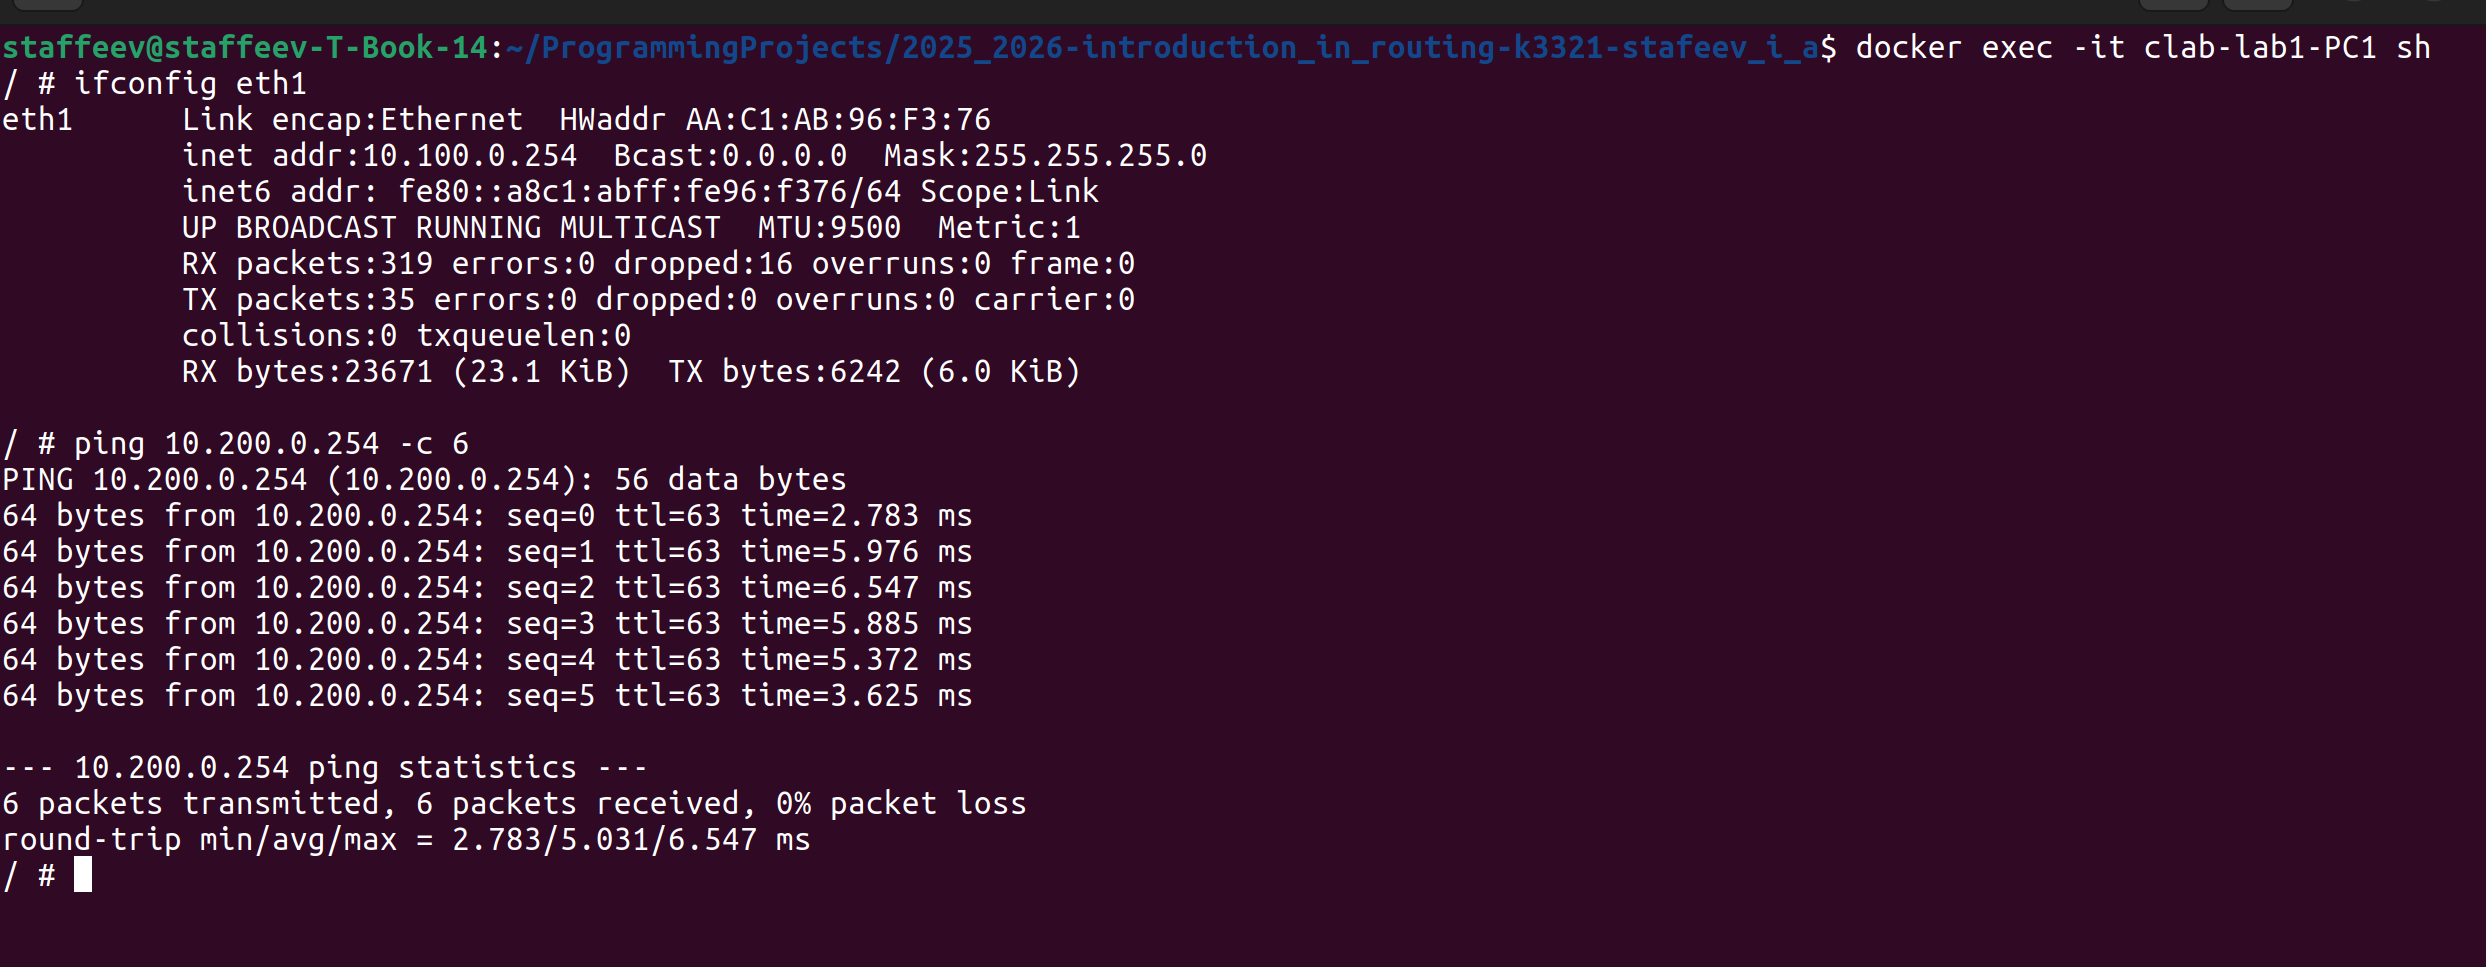 staffeev@staffeev-T-Book-14:~/ProgrammingProjects/2025_2026-introduction_in_routing-k3321-stafeev_i_a$ docker exec -it clab-lab1-PC1 sh
/ # ifconfig eth1
eth1      Link encap:Ethernet  HWaddr AA:C1:AB:96:F3:76
          inet addr:10.100.0.254  Bcast:0.0.0.0  Mask:255.255.255.0
          inet6 addr: fe80::a8c1:abff:fe96:f376/64 Scope:Link
          UP BROADCAST RUNNING MULTICAST  MTU:9500  Metric:1
          RX packets:319 errors:0 dropped:16 overruns:0 frame:0
          TX packets:35 errors:0 dropped:0 overruns:0 carrier:0
          collisions:0 txqueuelen:0
          RX bytes:23671 (23.1 KiB)  TX bytes:6242 (6.0 KiB)

/ # ping 10.200.0.254 -c 6
PING 10.200.0.254 (10.200.0.254): 56 data bytes
64 bytes from 10.200.0.254: seq=0 ttl=63 time=2.783 ms
64 bytes from 10.200.0.254: seq=1 ttl=63 time=5.976 ms
64 bytes from 10.200.0.254: seq=2 ttl=63 time=6.547 ms
64 bytes from 10.200.0.254: seq=3 ttl=63 time=5.885 ms
64 bytes from 10.200.0.254: seq=4 ttl=63 time=5.372 ms
64 bytes from 10.200.0.254: seq=5 ttl=63 time=3.625 ms

--- 10.200.0.254 ping statistics ---
6 packets transmitted, 6 packets received, 0% packet loss
round-trip min/avg/max = 2.783/5.031/6.547 ms
/ #